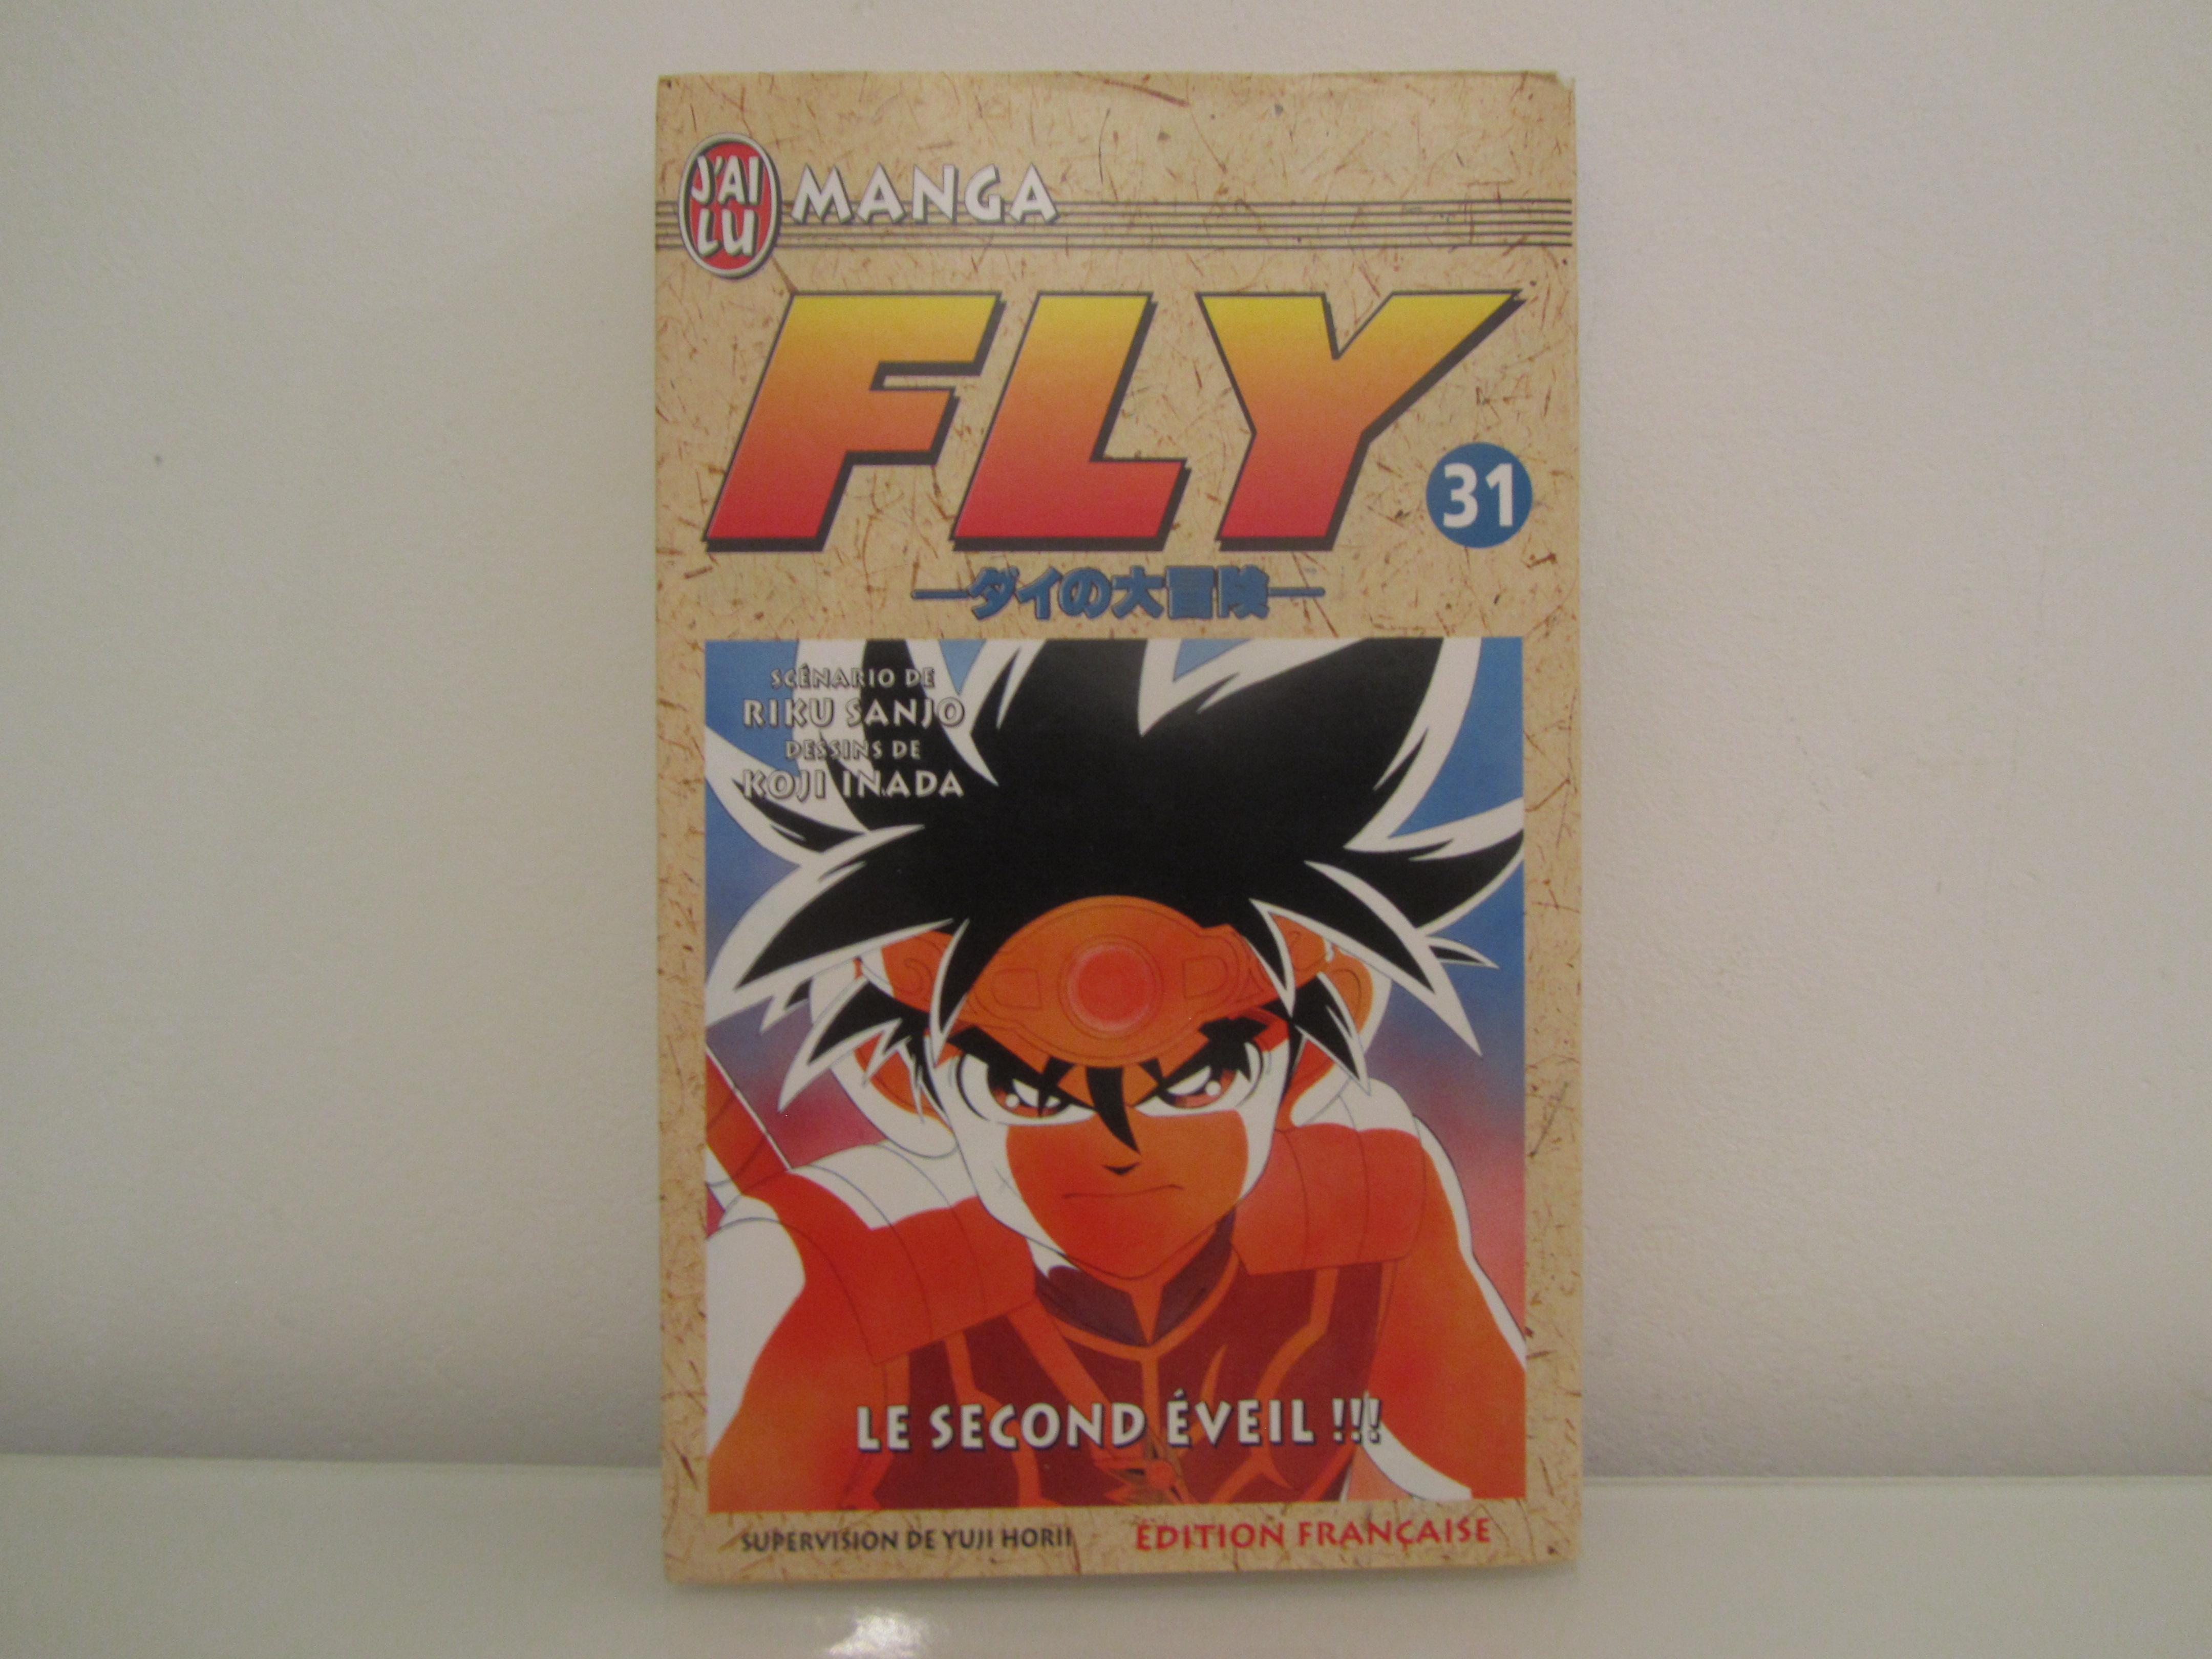 J'AI
LU
MANGA
FLY
31
—ダイの大冒険—
SCÉNARIO DE
RIKU SANJO
DESSINS DE
KOJI INADA
LE SECOND ÉVEIL !!!
SUPERVISION DE YUJI HORII
ÉDITION FRANÇAISE